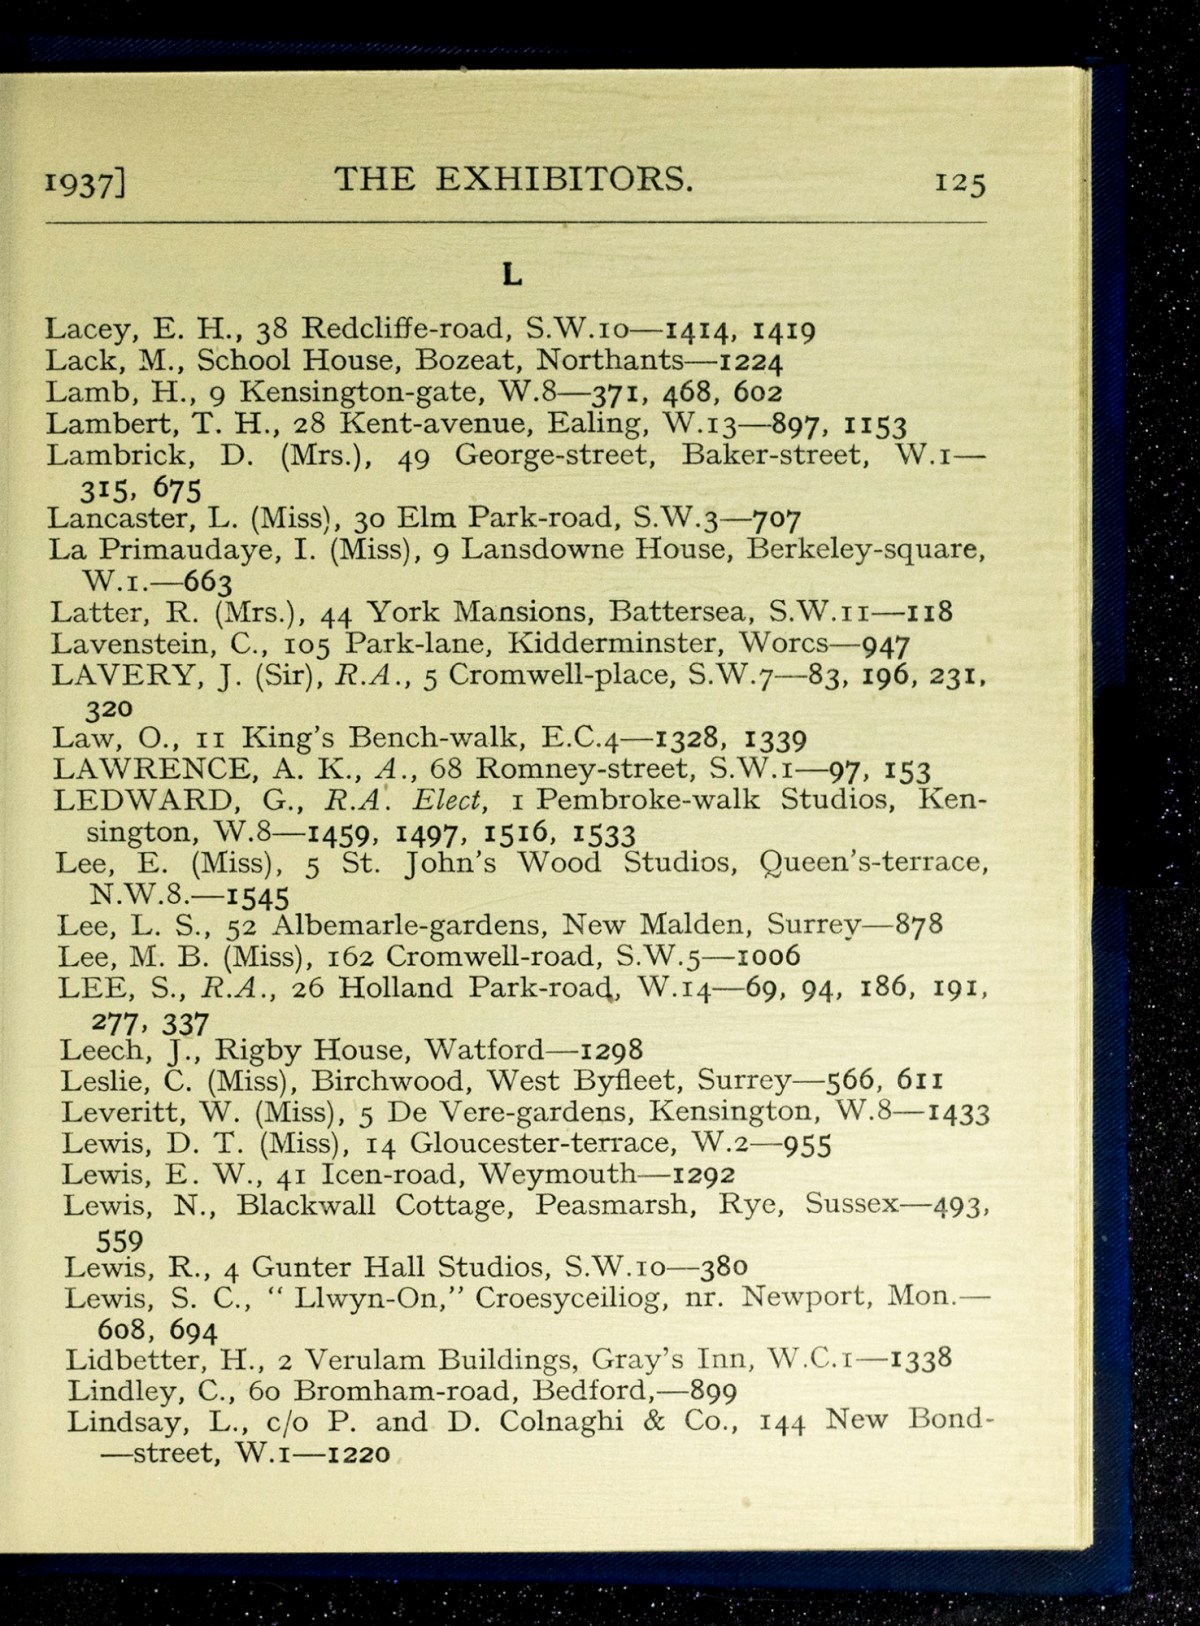 1937] THE EXHIBITORS. 125
L
Lacey, E. H., 38 Redcliffe-road, S.W.10—1414, 1419
Lack, M., School House, Bozeat, Northants—1224
Lamb, H., 9 Kensington-gate, W.8—371, 468, 602
Lambert, T. H., 28 Kent-avenue, Ealing, W.13—897, 1153
Lambrick, D. (Mrs.), 49 George-street, Baker-street, W.1—
315, 675
Lancaster, L. (Miss), 30 Elm Park-road, S.W.3—707
La Primaudaye, I. (Miss), 9 Lansdowne House, Berkeley-square,
W.1.—663
Latter, R. (Mrs.), 44 York Mansions, Battersea, S.W.11—118
Lavenstein, C., 105 Park-lane, Kidderminster, Worcs—947
LAVERY, J. (Sir), R.A., 5 Cromwell-place, S.W.7—83, 196, 231,
320
Law, O., 11 King's Bench-walk, E.C.4—1328, 1339
LAWRENCE, A. K., A., 68 Romney-street, S.W.1—97, 153
LEDWARD, G., R.A. Elect, 1 Pembroke-walk Studios, Ken-
sington, W.8—1459, 1497, 1516, 1533
Lee, E. (Miss), 5 St. John's Wood Studios, Queen's-terrace,
N.W.8.—1545
Lee, L. S., 52 Albemarle-gardens, New Malden, Surrey—878
Lee, M. B. (Miss), 162 Cromwell-road, S.W.5—1006
LEE, S., R.A., 26 Holland Park-road, W.14—69, 94, 186, 191,
277, 337
Leech, J., Rigby House, Watford—1298
Leslie, C. (Miss), Birchwood, West Byfleet, Surrey—566, 611
Leveritt, W. (Miss), 5 De Vere-gardens, Kensington, W.8—1433
Lewis, D. T. (Miss), 14 Gloucester-terrace, W.2—955
Lewis, E. W., 41 Icen-road, Weymouth—1292
Lewis, N., Blackwall Cottage, Peasmarsh, Rye, Sussex—493,
559
Lewis, R., 4 Gunter Hall Studios, S.W.10—380
Lewis, S. C., “ Llwyn-On,” Croesyceiliog, nr. Newport, Mon.—
608, 694
Lidbetter, H., 2 Verulam Buildings, Gray's Inn, W.C.1—1338
Lindley, C., 60 Bromham-road, Bedford,—899
Lindsay, L., c/o P. and D. Colnaghi & Co., 144 New Bond-
—street, W.1—1220